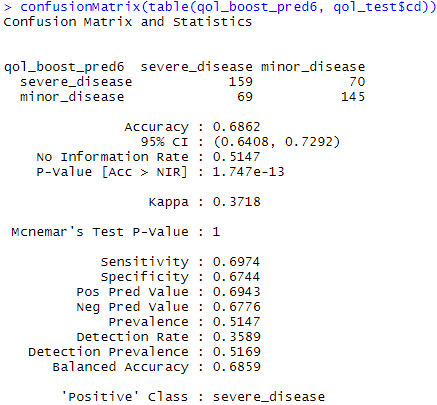 > confusionMatrix(table(qol_boost_pred6, qol_test$cd))
Confusion Matrix and Statistics
qol_boost_pred6 severe_disease minor_disease
severe_disease 159 70
minor_disease 69 145
Accuracy : 0.6862
95% CI : (0.6408, 0.7292)
No Information Rate : 0.5147
P-Value [Acc > NIR] : 1.747e-13
Kappa : 0.3718
Mcnemar's Test P-Value : 1
Sensitivity : 0.6974
Specificity : 0.6744
Pos Pred Value : 0.6943
Neg Pred Value : 0.6776
Prevalence : 0.5147
Detection Rate : 0.3589
Detection Prevalence : 0.5169
Balanced Accuracy : 0.6859
'Positive' Class : severe_disease